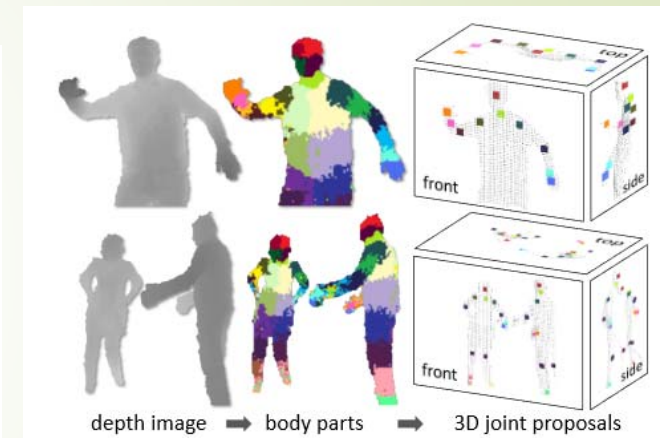 top
front
side
top
front
side
depth image ➡ body parts ➡ 3D joint proposals